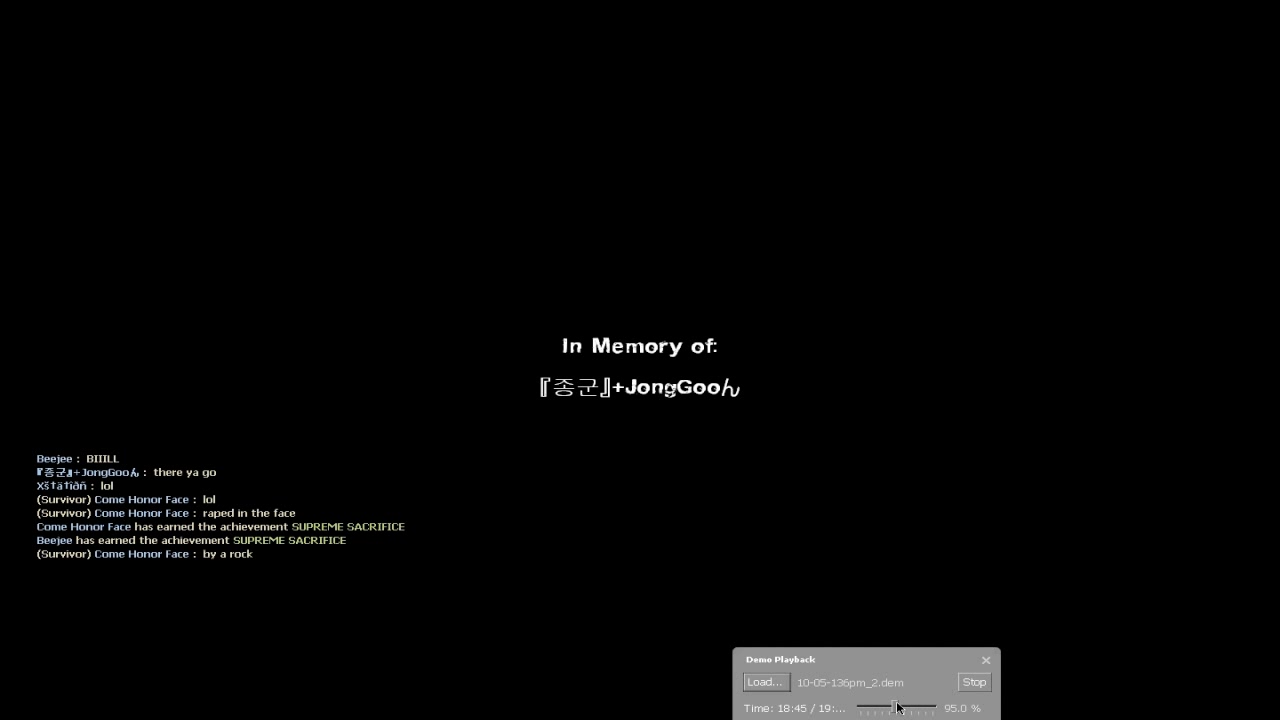 In Memory of:
『종군』+JongGooん
Beejee : BIIILL
『종군』+JongGooん : there ya go
Xš†ä†îðñ : lol
(Survivor) Come Honor Face : lol
(Survivor) Come Honor Face : raped in the face
Come Honor Face has earned the achievement SUPREME SACRIFICE
Beejee has earned the achievement SUPREME SACRIFICE
(Survivor) Come Honor Face : by a rock
Demo Playback
Load... 10-05-136pm_2.dem Stop
Time: 18:45 / 19:... 95.0 %